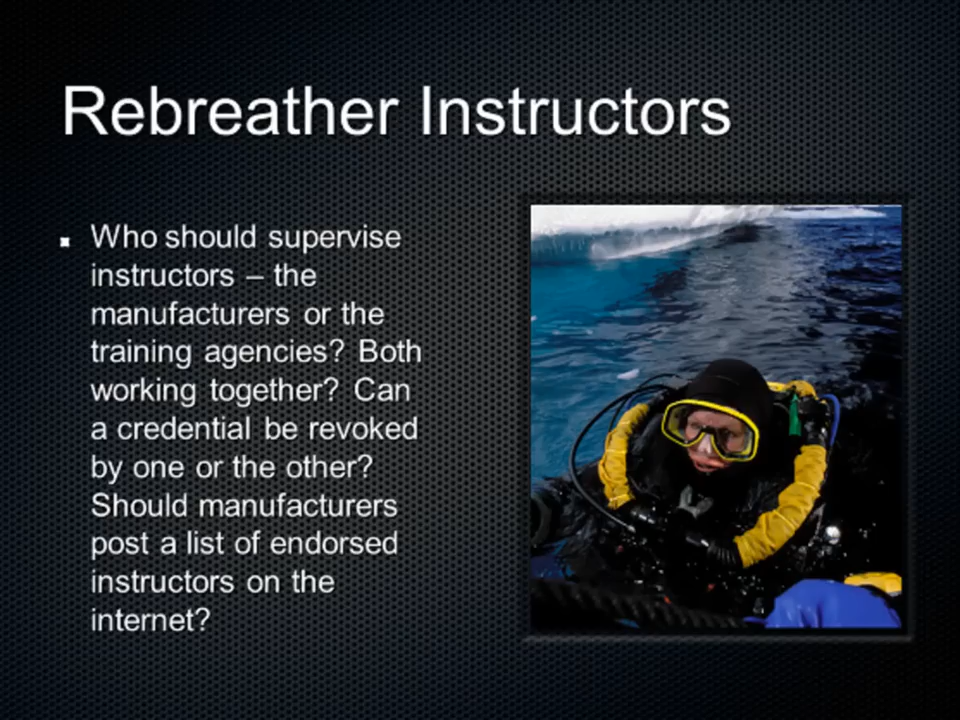 Rebreather Instructors
Who should supervise
instructors – the
manufacturers or the
training agencies? Both
working together? Can
a credential be revoked
by one or the other?
Should manufacturers
post a list of endorsed
instructors on the
internet?